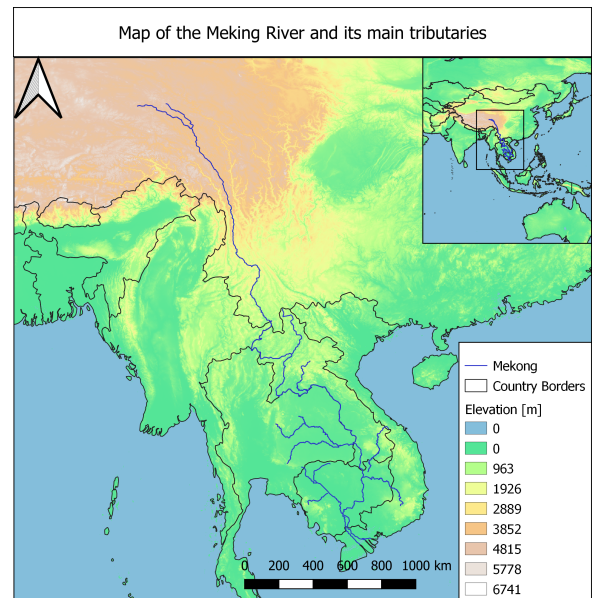 Map of the Meking River and its main tributaries
Mekong
Country Borders
Elevation [m]
0
0
963
1926
2889
3852
4815
5778
6741
0 200 400 600 800 1000 km